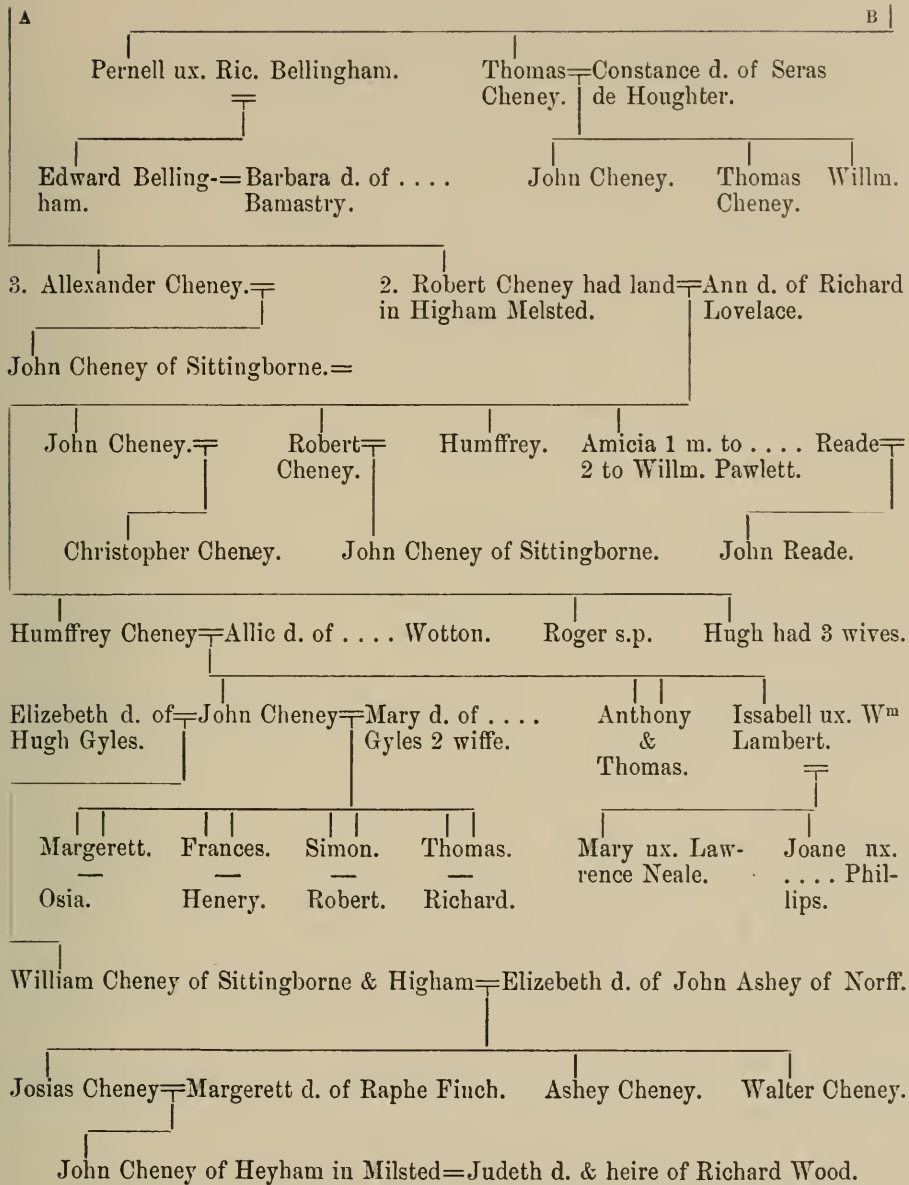 A B
Pernell ux. Ric. Bellingham. Thomas=Constance d. of Seras
Cheney. de Houghter.
Edward Belling-=Barbara d. of . . . . John Cheney. Thomas Willm.
ham. Bamastry. Cheney.
3. Allexander Cheney.= 2. Robert Cheney had land=Ann d. of Richard
in Higham Melsted. Lovelace.
John Cheney of Sittingborne.=
John Cheney.= Robert= Humffrey. Amicia 1 m. to . . . . Reade=
Cheney. 2 to Willm. Pawlett.
Christopher Cheney. John Cheney of Sittingborne. John Reade.
Humffrey Cheney=Allic d. of . . . . Wotton. Roger s.p. Hugh had 3 wives.
Elizebeth d. of=John Cheney=Mary d. of . . . . Anthony Issabell ux. Wm
Hugh Gyles. Gyles 2 wiffe. & Lambert.
Thomas.
Margerett. Frances. Simon. Thomas. Mary ux. Law- Joane nx.
rence Neale. . . . . Phil-
Osia. Henery. Robert. Richard. lips.
William Cheney of Sittingborne & Higham=Elizebeth d. of John Ashey of Norff.
Josias Cheney=Margerett d. of Raphe Finch. Ashey Cheney. Walter Cheney.
John Cheney of Heyham in Milsted=Judeth d. & heire of Richard Wood.